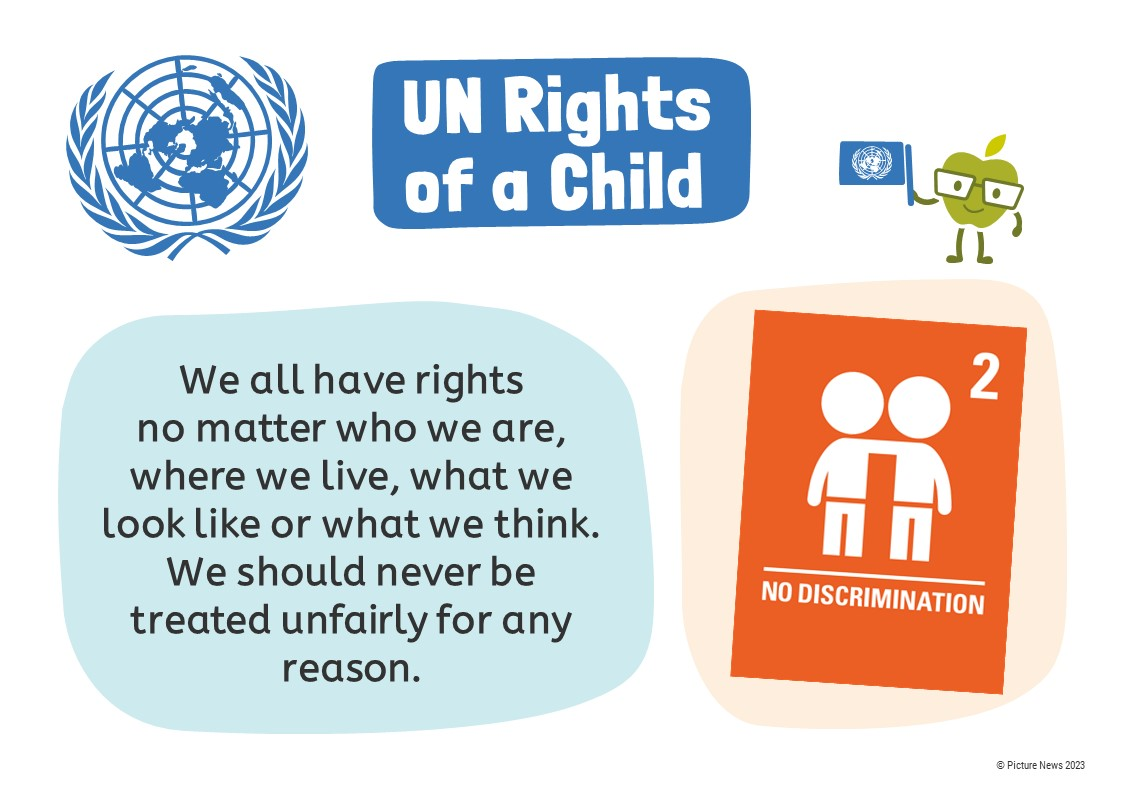 UN Rights
of a Child
We all have rights
no matter who we are,
where we live, what we
look like or what we think.
We should never be
treated unfairly for any
reason.
2
NO DISCRIMINATION
© Picture News 2023